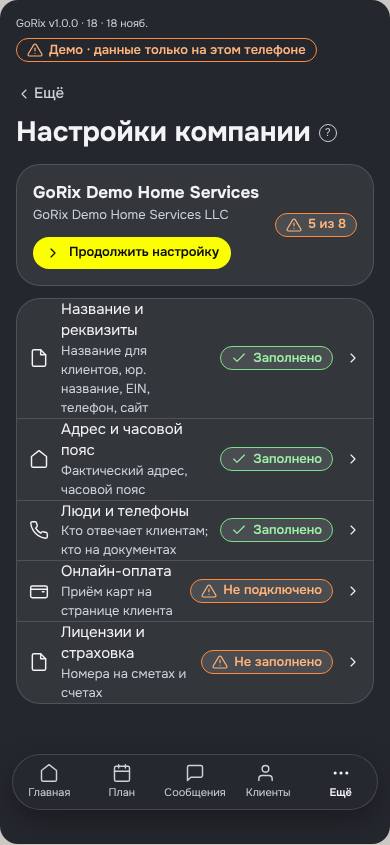 GoRix v1.0.0 · 18 · 18 нояб.
Демо · данные только на этом телефоне
Ещё
Настройки компании ?
GoRix Demo Home Services
GoRix Demo Home Services LLC
5 из 8
Продолжить настройку
Название и
реквизиты
Название для
клиентов, юр.
название, EIN,
телефон, сайт
Заполнено
Адрес и часовой
пояс
Фактический адрес,
часовой пояс
Заполнено
Люди и телефоны
Кто отвечает клиентам;
кто на документах
Заполнено
Онлайн-оплата
Приём карт на
странице клиента
Не подключено
Лицензии и
страховка
Номера на сметах и
счетах
Не заполнено
Главная
План
Сообщения
Клиенты
Ещё